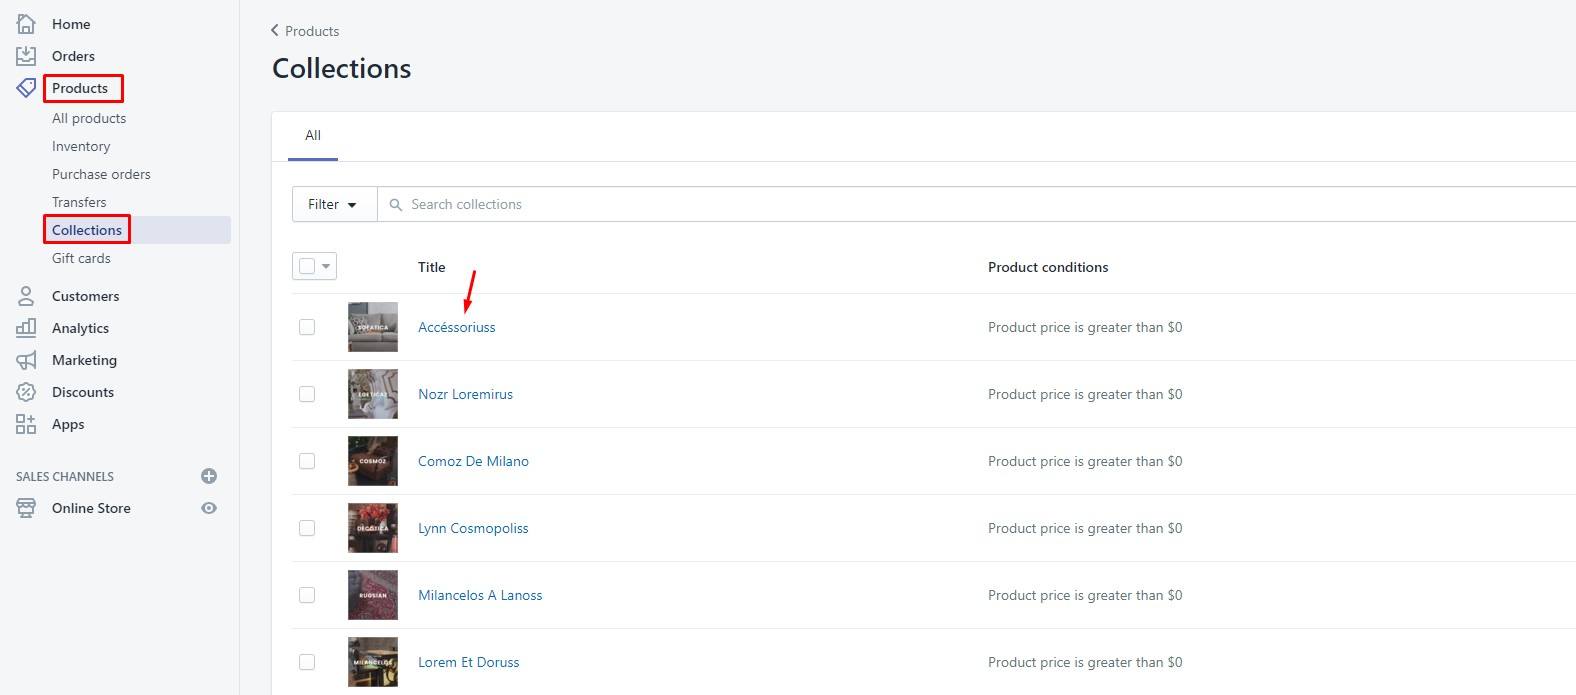 Home
Orders
Products
All products
Inventory
Purchase orders
Transfers
Collections
Gift cards
Customers
Analytics
Marketing
Discounts
Apps
SALES CHANNELS
Online Store
Products
Collections
All
Filter
Search collections
Title Product conditions
SOFATICA
Accéssoriuss Product price is greater than $0
Nozr Loremirus Product price is greater than $0
COSMOZ
Comoz De Milano Product price is greater than $0
DECOTICA
Lynn Cosmopoliss Product price is greater than $0
RUGSIAN
Milancelos A Lanoss Product price is greater than $0
MILANCELOS
Lorem Et Doruss Product price is greater than $0